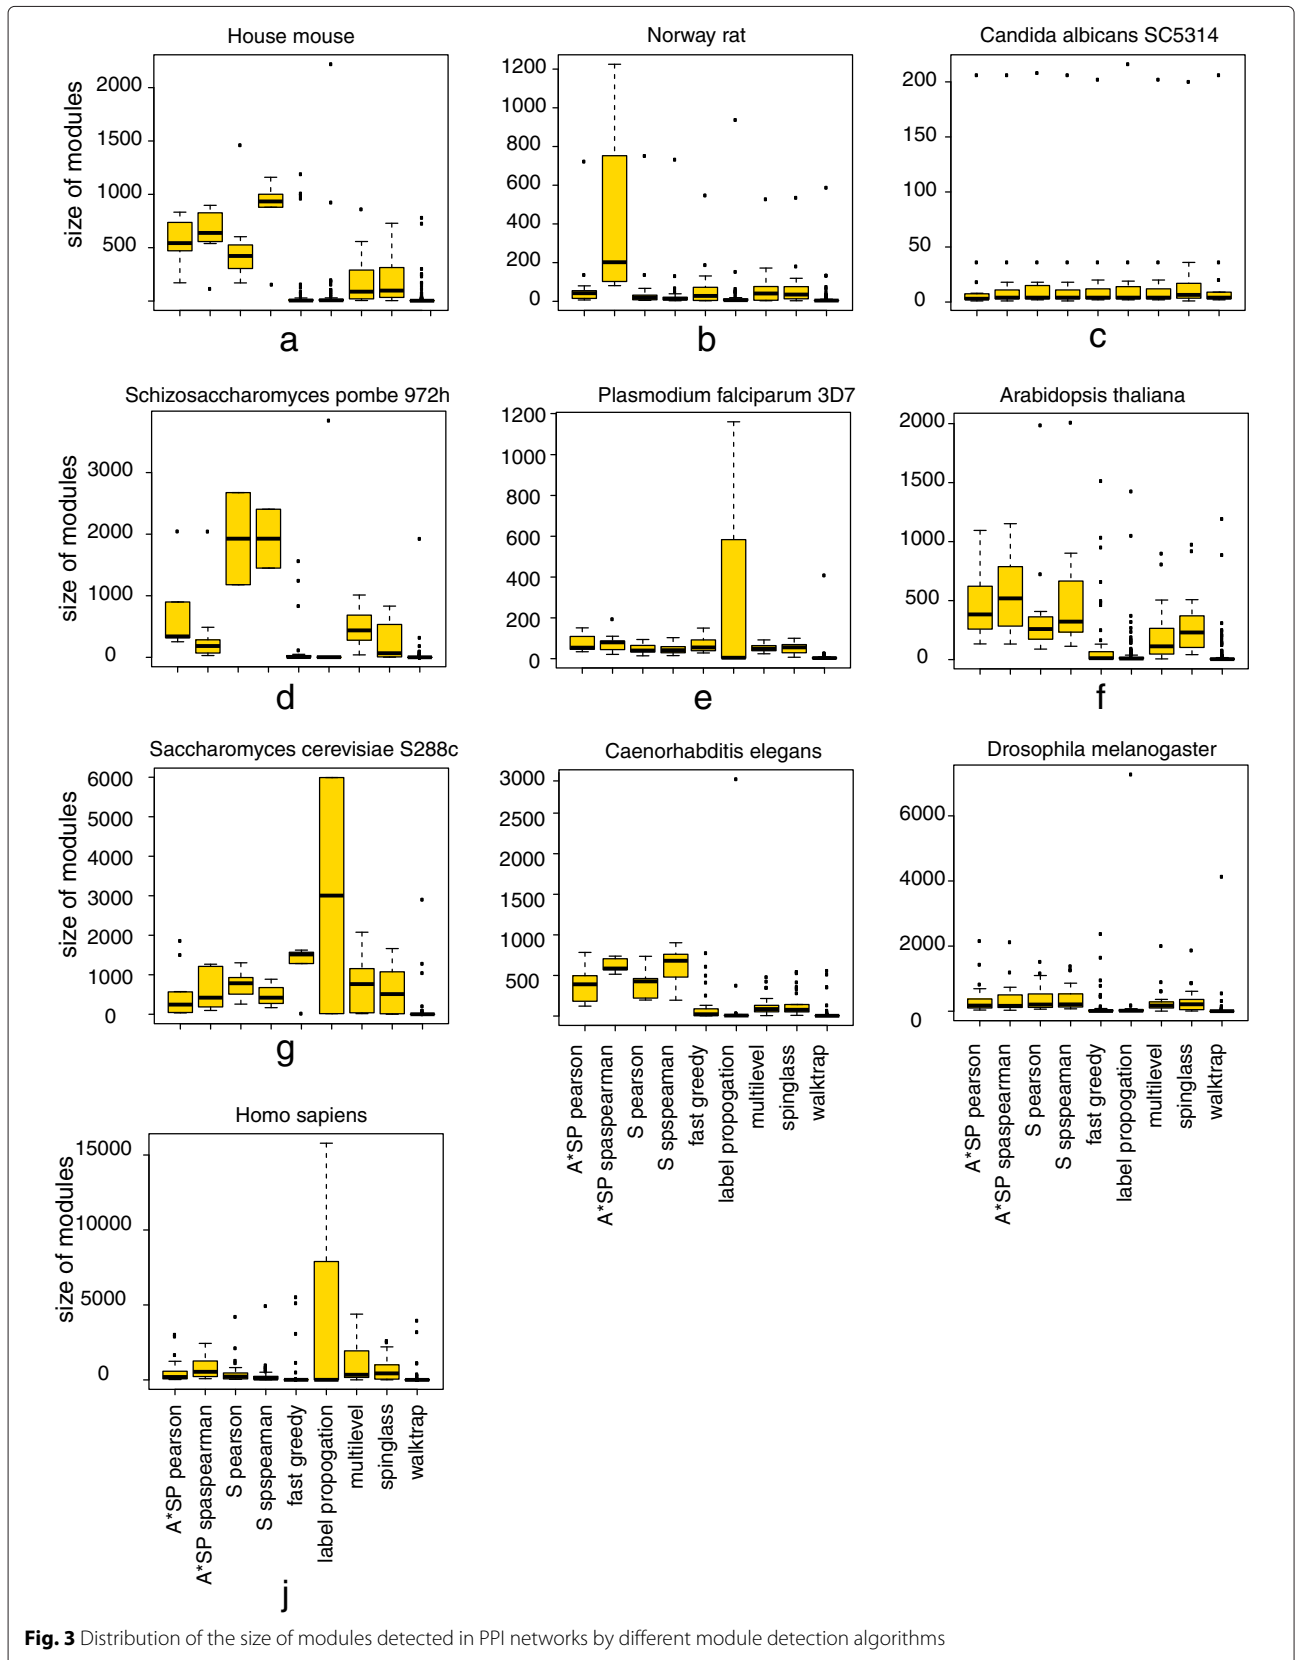 House mouse
Norway rat
Candida albicans SC5314
size of modules
2000
1500
1000
500
1200
1000
800
600
400
200
0
200
150
100
50
0
a
b
c
Schizosaccharomyces pombe 972h
Plasmodium falciparum 3D7
Arabidopsis thaliana
size of modules
3000
2000
1000
0
1200
1000
800
600
400
200
0
2000
1500
1000
500
0
d
e
f
Saccharomyces cerevisiae S288c
Caenorhabditis elegans
Drosophila melanogaster
size of modules
6000
5000
4000
3000
2000
1000
0
3000
2500
2000
1500
1000
500
6000
4000
2000
0
g
A*SP pearson
A*SP spaspearman
S pearson
S spspeaman
fast greedy
label propogation
multilevel
spinglass
walktrap
A*SP pearson
A*SP spaspearman
S pearson
S spspeaman
fast greedy
label propogation
multilevel
spinglass
walktrap
Homo sapiens
size of modules
15000
10000
5000
0
A*SP pearson
A*SP spaspearman
S pearson
S spspeaman
fast greedy
label propogation
multilevel
spinglass
walktrap
j
Fig. 3 Distribution of the size of modules detected in PPI networks by different module detection algorithms